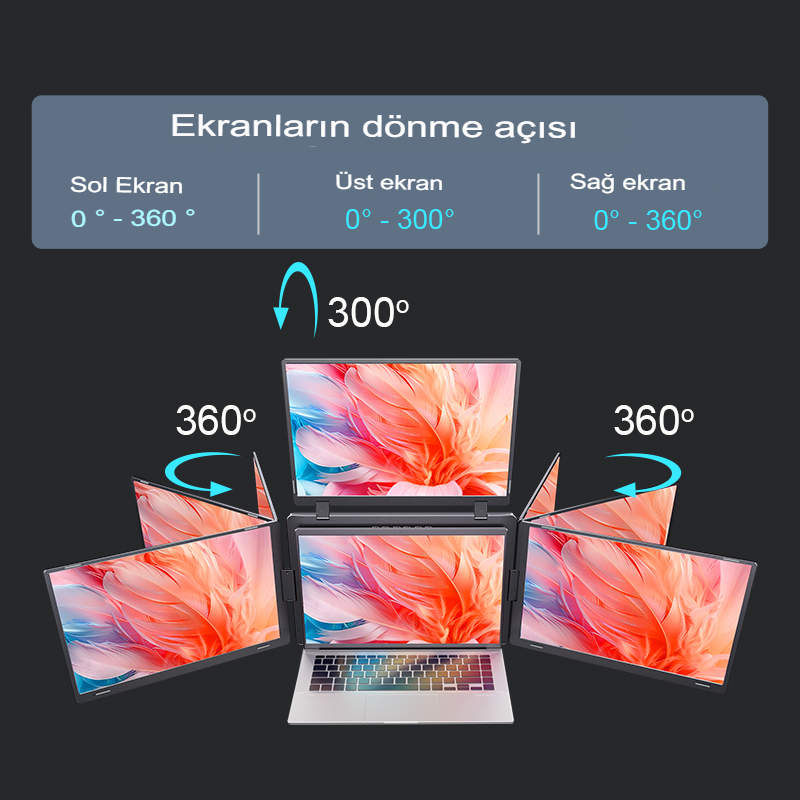 Ekranların dönme açısı
Sol Ekran
0 ° - 360 °
Üst ekran
0° - 300°
Sağ ekran
0° - 360°
300º
360º
360º